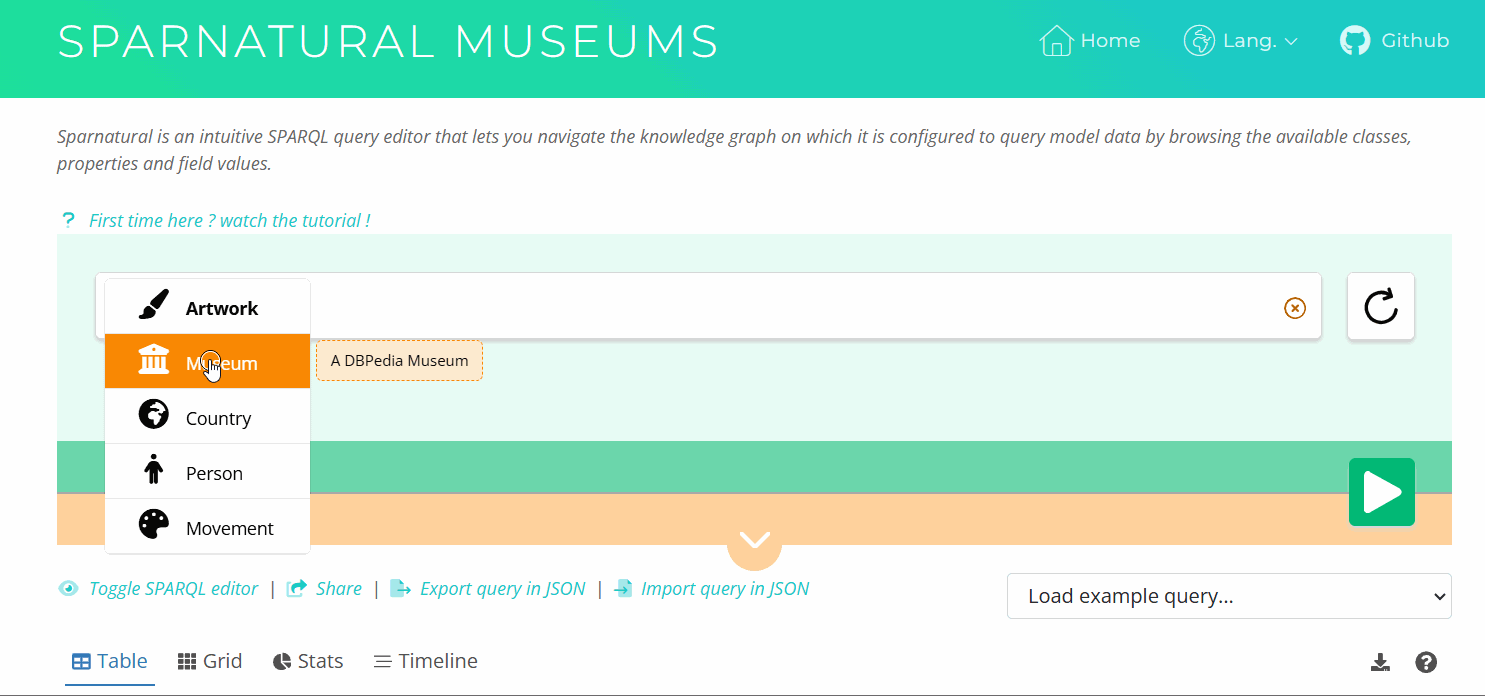 SPARNATURAL MUSEUMS
Home
Lang.
Github
Sparnatural is an intuitive SPARQL query editor that lets you navigate the knowledge graph on which it is configured to query model data by browsing the available classes,
properties and field values.
? First time here ? watch the tutorial !
Artwork
Museum
A DBPedia Museum
Country
Person
Movement
Toggle SPARQL editor | Share | Export query in JSON | Import query in JSON
Load example query...
Table Grid Stats Timeline
?